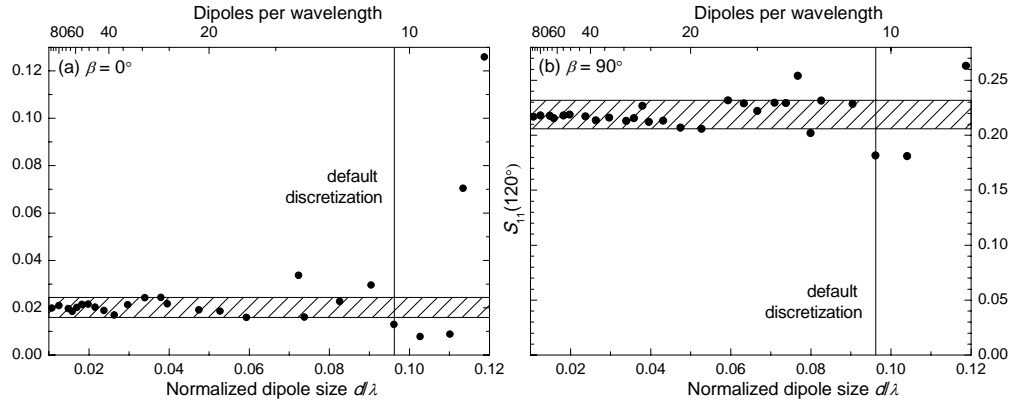 Dipoles per wavelength
8060 40 20 10
(a) β = 0°
0.12
0.10
0.08
0.06
0.04
0.02
0.00
default
discretization
0.02 0.04 0.06 0.08 0.10 0.12
Normalized dipole size d/λ
Dipoles per wavelength
8060 40 20 10
(b) β = 90°
S11(120°)
0.25
0.20
0.15
0.10
0.05
0.00
default
discretization
0.02 0.04 0.06 0.08 0.10 0.12
Normalized dipole size d/λ